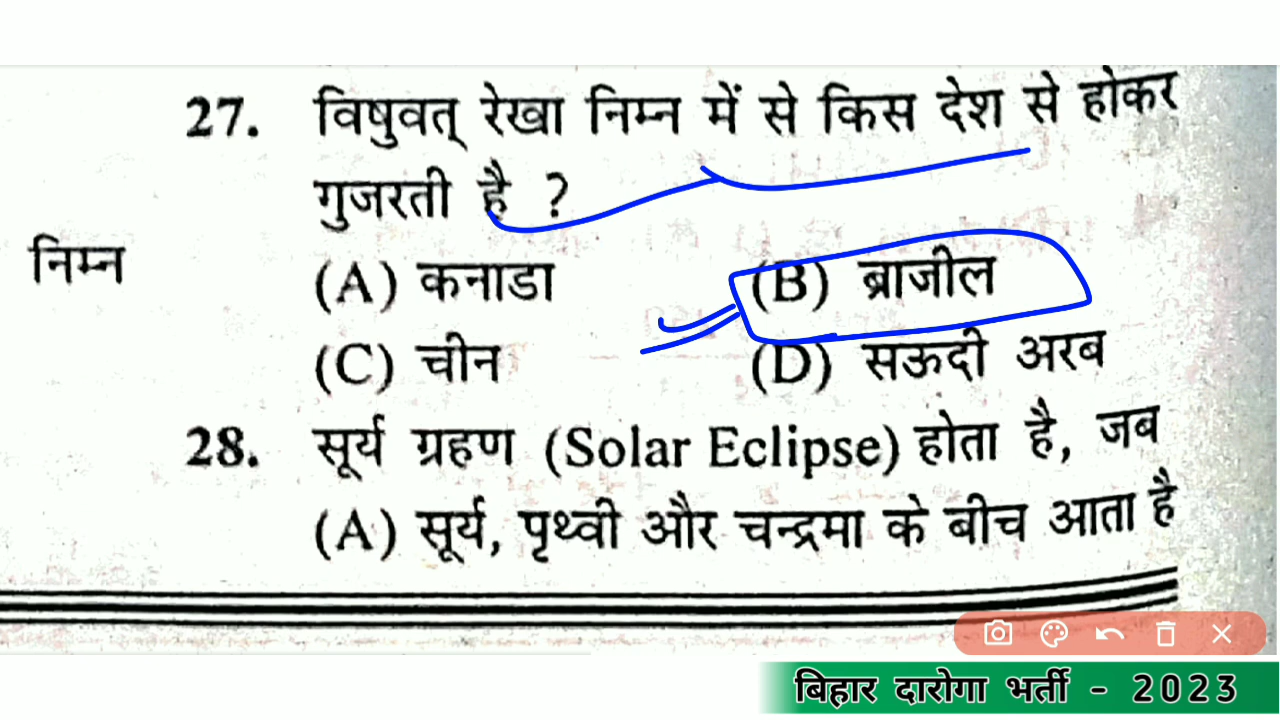 27. विषुवत् रेखा निम्न में से किस देश से होकर
गुजरती है ?
निम्न
(A) कनाडा (B) ब्राजील
(C) चीन (D) सऊदी अरब
28. सूर्य ग्रहण (Solar Eclipse) होता है, जब
(A) सूर्य, पृथ्वी और चन्द्रमा के बीच आता है
बिहार दारोगा भर्ती - 2023